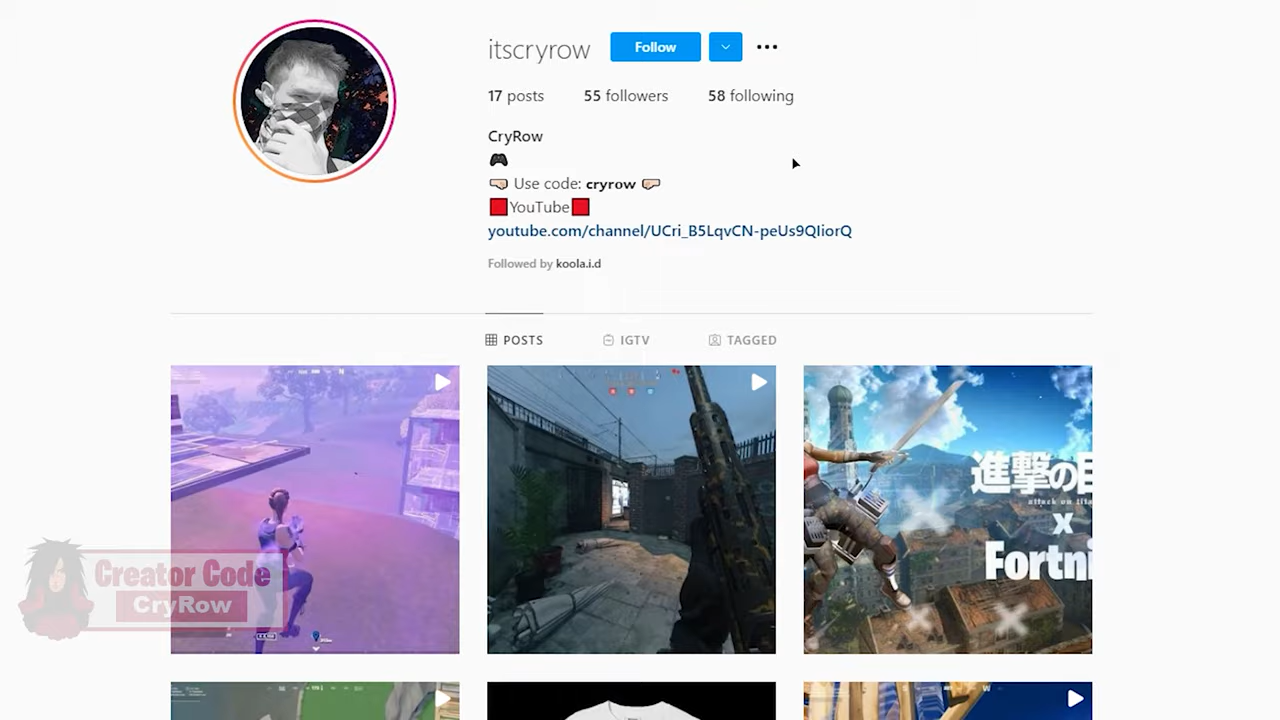 itscryrow
Follow
17 posts 55 followers 58 following
CryRow
Use code: cryrow
YouTube
youtube.com/channel/UCri_B5LqvCN-peUs9QIiorQ
Followed by koola.i.d
POSTS IGTV TAGGED
進撃の
attack on tita
x
Fortni
Creator Code
CryRow